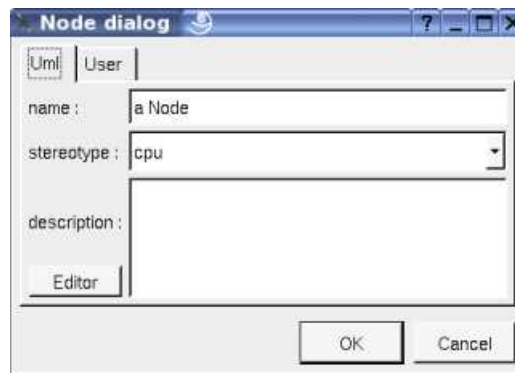 Node dialog ?
Uml User
name : a Node
stereotype : cpu
description :
Editor
OK Cancel